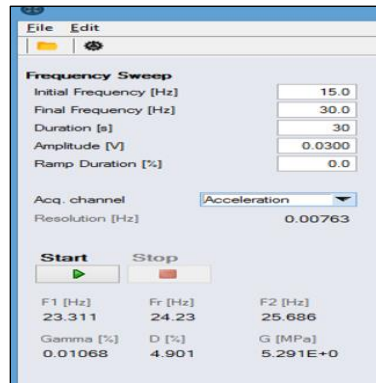 File Edit
Frequency Sweep
Initial Frequency [Hz] 15.0
Final Frequency [Hz] 30.0
Duration [s] 30
Amplitude [V] 0.0300
Ramp Duration [%] 0.0
Acq. channel Acceleration
Resolution [Hz] 0.00763
Start Stop
F1 [Hz] Fr [Hz] F2 [Hz]
23.311 24.23 25.686
Gamma [%] D [%] G [MPa]
0.01068 4.901 5.291E+0